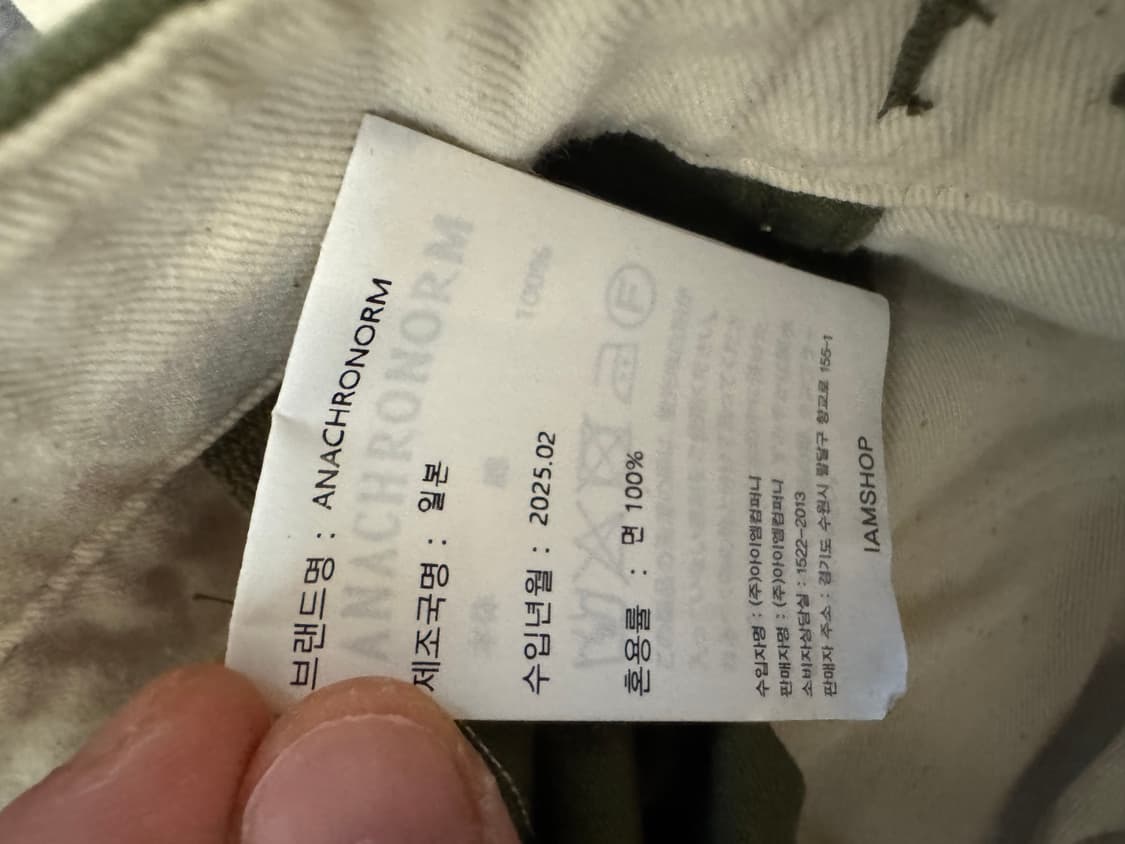 브랜드명 : ANACHRONORM
제조국명 : 일본
수입년월 : 2025.02
혼용률 : 면 100%
수입자명 : (주)아이엠컴퍼니
판매자명 : (주)아이엠컴퍼니
소비자상담실 : 1522-2013
판매자 주소 : 경기도 수원시 팔달구 향교로 155-1
IAMSHOP
ANACHRONORM
100%
F